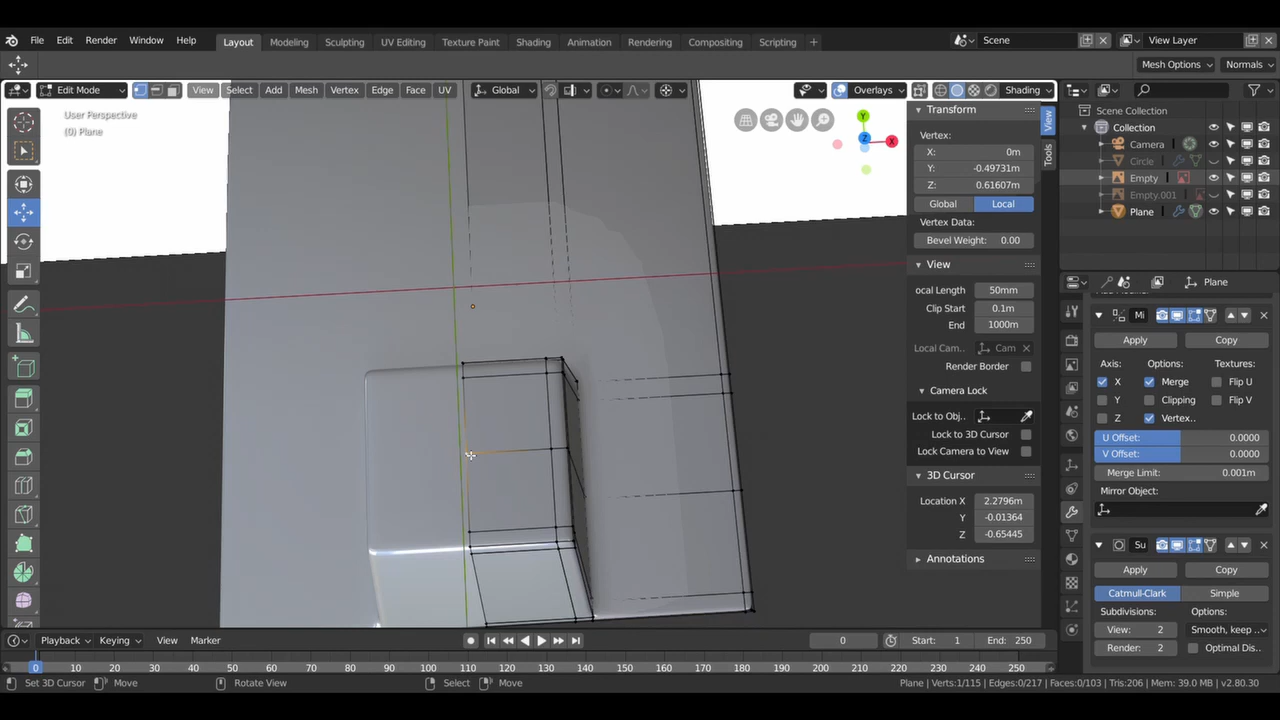 File Edit Render Window Help Layout Modeling Sculpting UV Editing Texture Paint Shading Animation Rendering Compositing Scripting + Scene View Layer
Mesh Options Normals
Edit Mode View Select Add Mesh Vertex Edge Face UV Global Overlays Shading
User Perspective
(0) Plane
Y
Z
X
Transform
Vertex:
X: 0m
Y: -0.49731m
Z: 0.61607m
Global Local
Vertex Data:
Bevel Weight: 0.00
View
ocal Length 50mm
Clip Start 0.1m
End 1000m
Local Cam.. Cam
Render Border
Camera Lock
Lock to Obj..
Lock to 3D Cursor
Lock Camera to View
3D Cursor
Location X 2.2796m
Y -0.01364
Z -0.65445
Annotations
View
Tools
Scene Collection
Collection
Camera
Circle
Empty
Empty.001
Plane
Plane
Mi
Apply Copy
Axis: Options: Textures:
X Merge Flip U
Y Clipping Flip V
Z Vertex..
U Offset: 0.0000
V Offset: 0.0000
Merge Limit: 0.001m
Mirror Object:
Su
Apply Copy
Catmull-Clark Simple
Subdivisions: Options:
View: 2 Smooth, keep ..
Render: 2 Optimal Dis..
Playback Keying View Marker 0 Start: 1 End: 250
0 10 20 30 40 50 60 70 80 90 100 110 120 130 140 150 160 170 180 190 200 210 220 230 240 250
Set 3D Cursor Move Rotate View Select Move Plane | Verts:1/115 | Edges:0/217 | Faces:0/103 | Tris:206 | Mem: 39.0 MB | v2.80.30